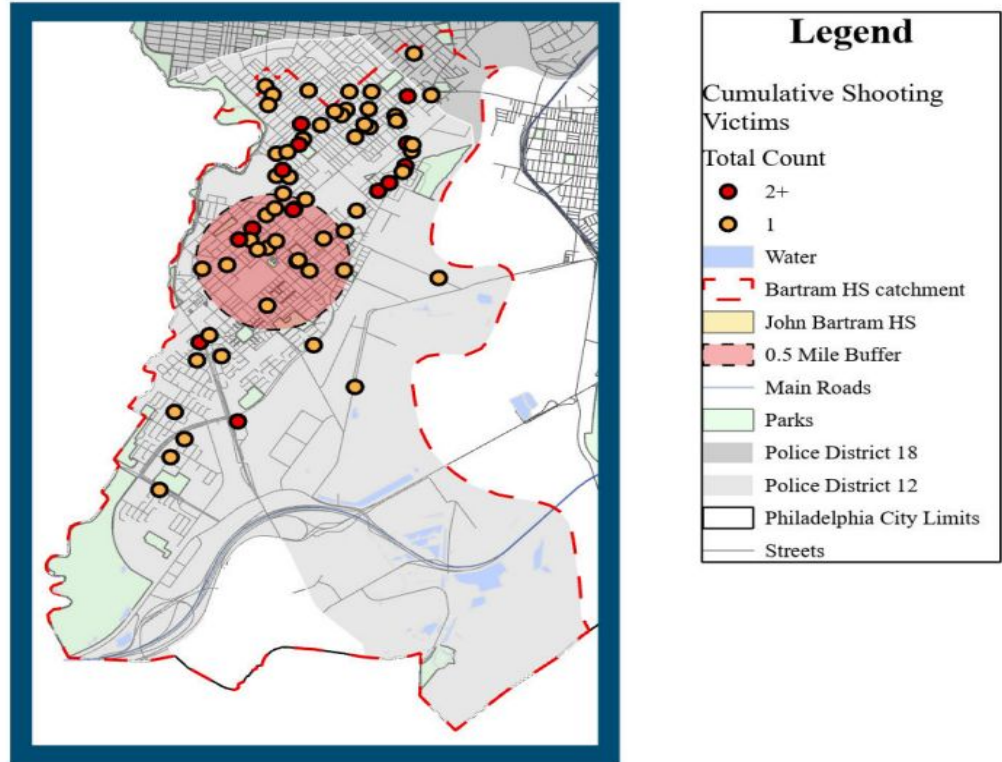 Legend
Cumulative Shooting
Victims
Total Count
2+
1
Water
Bartram HS catchment
John Bartram HS
0.5 Mile Buffer
Main Roads
Parks
Police District 18
Police District 12
Philadelphia City Limits
Streets